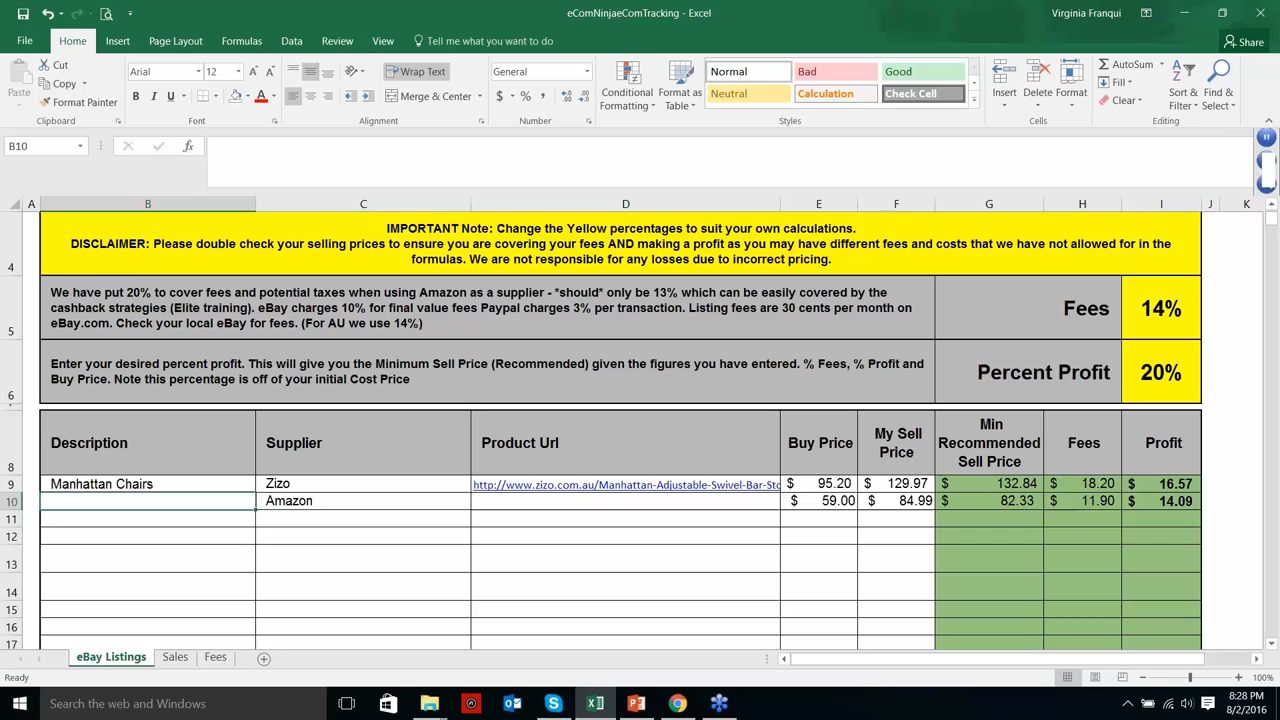 eComNinjaeComTracking - Excel
Virginia Franqui
File Home Insert Page Layout Formulas Data Review View Tell me what you want to do Share
Paste Cut Copy Format Painter
Clipboard
Arial 12 A A B I U A
Font
Wrap Text Merge & Center
Alignment
General $ % ,
Number
Conditional Formatting Format as Table
Normal Bad Good
Neutral Calculation Check Cell
Styles
Insert Delete Format
Cells
AutoSum Fill Clear Sort & Filter Find & Select
Editing
B10 fx
A B C D E F G H I J K
IMPORTANT Note: Change the Yellow percentages to suit your own calculations.
DISCLAIMER: Please double check your selling prices to ensure you are covering your fees AND making a profit as you may have different fees and costs that we have not allowed for in the
formulas. We are not responsible for any losses due to incorrect pricing.
4
We have put 20% to cover fees and potential taxes when using Amazon as a supplier - *should* only be 13% which can be easily covered by the
cashback strategies (Elite training). eBay charges 10% for final value fees Paypal charges 3% per transaction. Listing fees are 30 cents per month on
eBay.com. Check your local eBay for fees. (For AU we use 14%)
Fees 14%
5
Enter your desired percent profit. This will give you the Minimum Sell Price (Recommended) given the figures you have entered. % Fees, % Profit and
Buy Price. Note this percentage is off of your initial Cost Price
Percent Profit 20%
6
8 Description Supplier Product Url Buy Price My Sell Price Min Recommended Sell Price Fees Profit
9 Manhattan Chairs Zizo http://www.zizo.com.au/Manhattan-Adjustable-Swivel-Bar-Sto $ 95.20 $ 129.97 $ 132.84 $ 18.20 $ 16.57
10 Amazon $ 59.00 $ 84.99 $ 82.33 $ 11.90 $ 14.09
11
12
13
14
15
16
17
eBay Listings Sales Fees
Ready 100%
Search the web and Windows
8:28 PM
8/2/2016